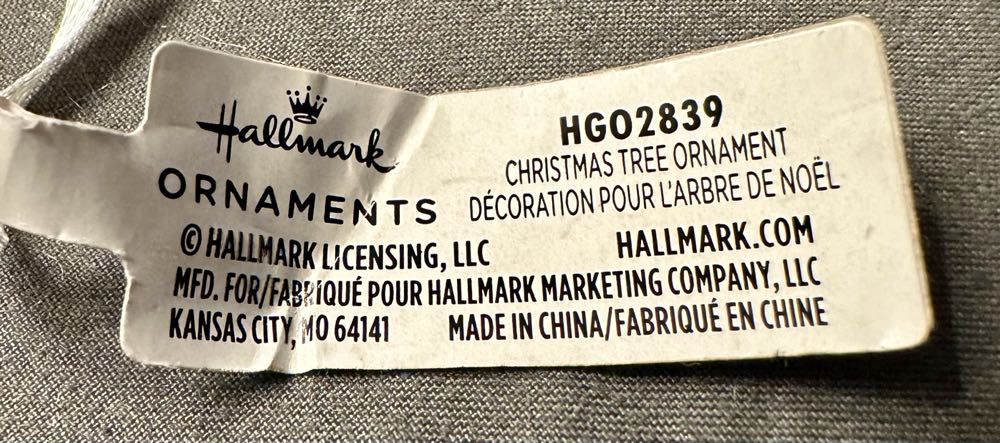 Hallmark
ORNAMENTS
HGO2839
CHRISTMAS TREE ORNAMENT
DÉCORATION POUR L'ARBRE DE NOËL
© HALLMARK LICENSING, LLC HALLMARK.COM
MFD. FOR/FABRIQUÉ POUR HALLMARK MARKETING COMPANY, LLC
KANSAS CITY, MO 64141 MADE IN CHINA/FABRIQUÉ EN CHINE